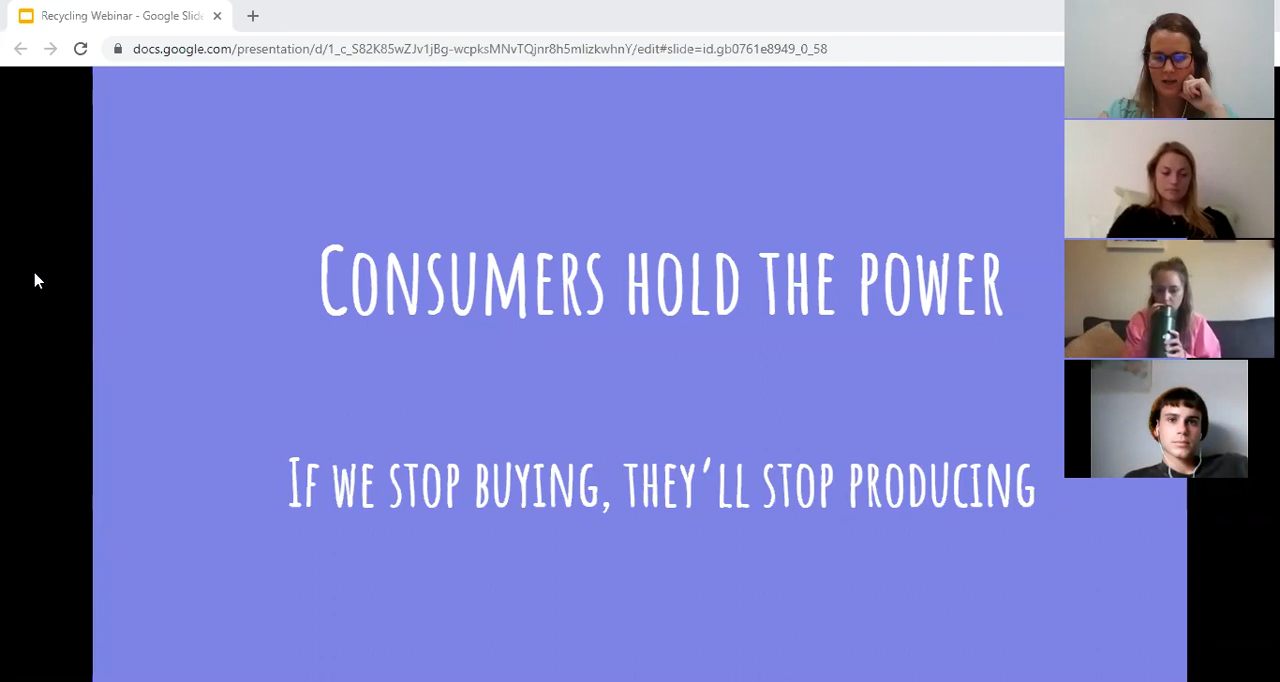 Recycling Webinar - Google Slide
docs.google.com/presentation/d/1_c_S82K85wZJv1jBg-wcpksMNvTQjnr8h5mlizkwhnY/edit#slide=id.gb0761e8949_0_58
Consumers hold the power
If we stop buying, they'll stop producing